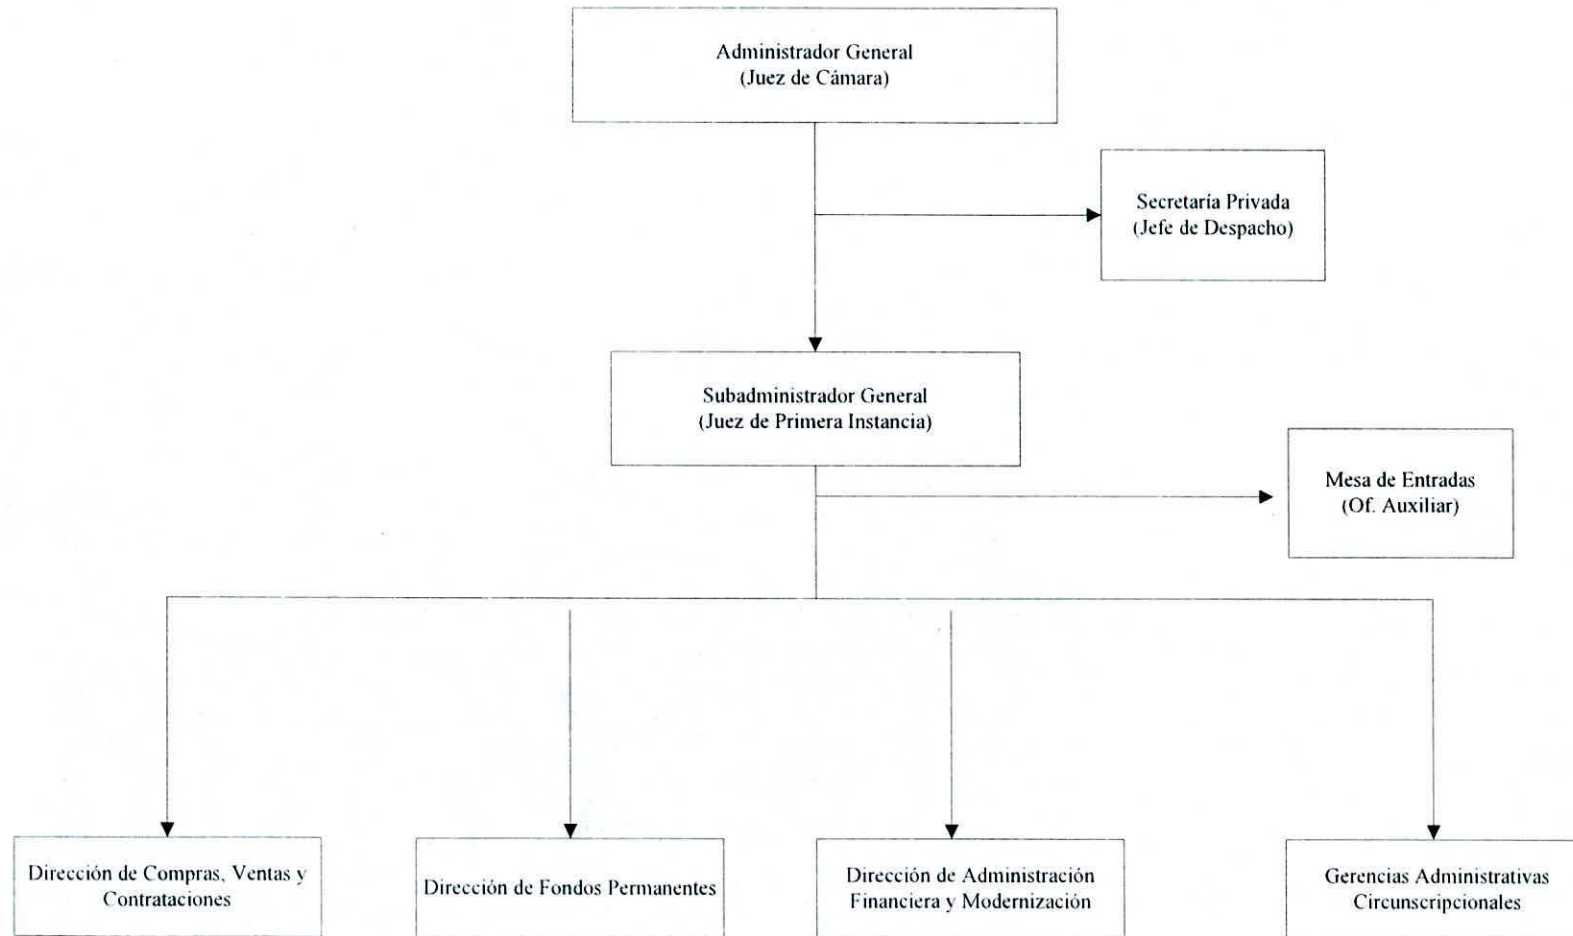 Administrador General
(Juez de Cámara)
Secretaría Privada
(Jefe de Despacho)
Subadministrador General
(Juez de Primera Instancia)
Mesa de Entradas
(Of. Auxiliar)
Dirección de Compras, Ventas y
Contrataciones
Dirección de Fondos Permanentes
Dirección de Administración
Financiera y Modernización
Gerencias Administrativas
Circunscripcionales